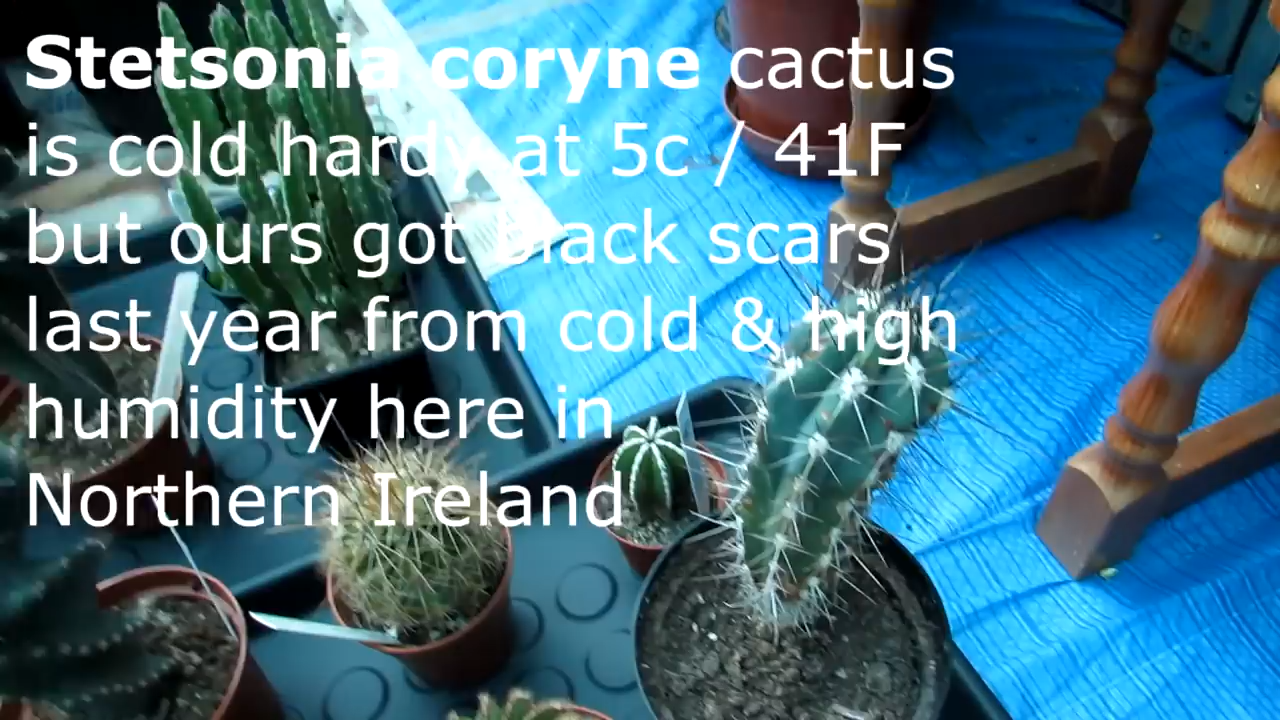 Stetsonia coryne cactus
is cold hardy at 5c / 41F
but ours got black scars
last year from cold & high
humidity here in
Northern Ireland